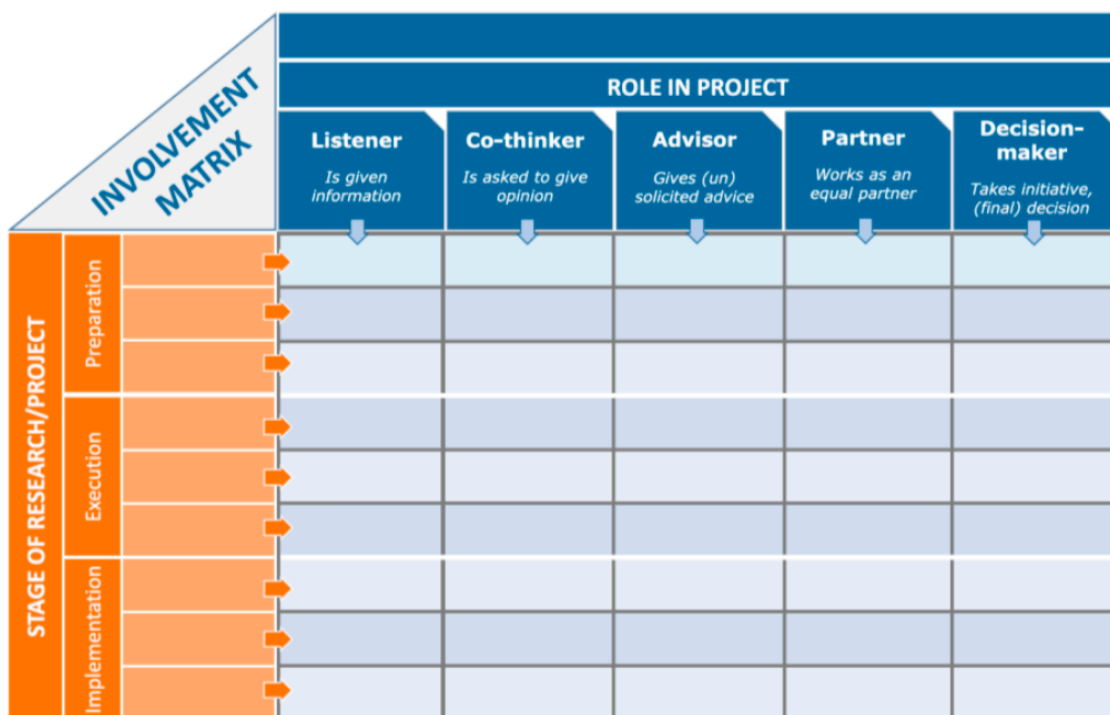 INVOLVEMENT
MATRIX
ROLE IN PROJECT
Listener
Is given
information
Co-thinker
Is asked to give
opinion
Advisor
Gives (un)
solicited advice
Partner
Works as an
equal partner
Decision-
maker
Takes initiative,
(final) decision
STAGE OF RESEARCH/PROJECT
Preparation
Execution
Implementation